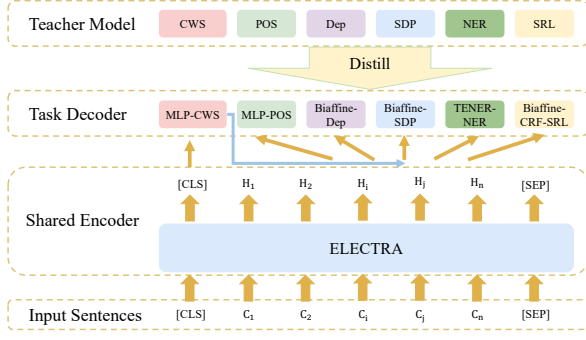 Teacher Model CWS POS Dep SDP NER SRL
Distill
Task Decoder MLP-CWS MLP-POS Biaffine-Dep Biaffine-SDP TENER-NER Biaffine-CRF-SRL
Shared Encoder
[CLS] H1 H2 Hi Hj Hn [SEP]
ELECTRA
Input Sentences [CLS] C1 C2 Ci Cj Cn [SEP]